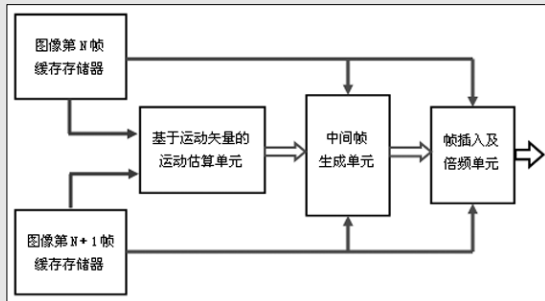 图像第N帧
缓存存储器
基于运动矢量的
运动估算单元
中间帧
生成单元
帧插入及
倍频单元
图像第N+1帧
缓存存储器